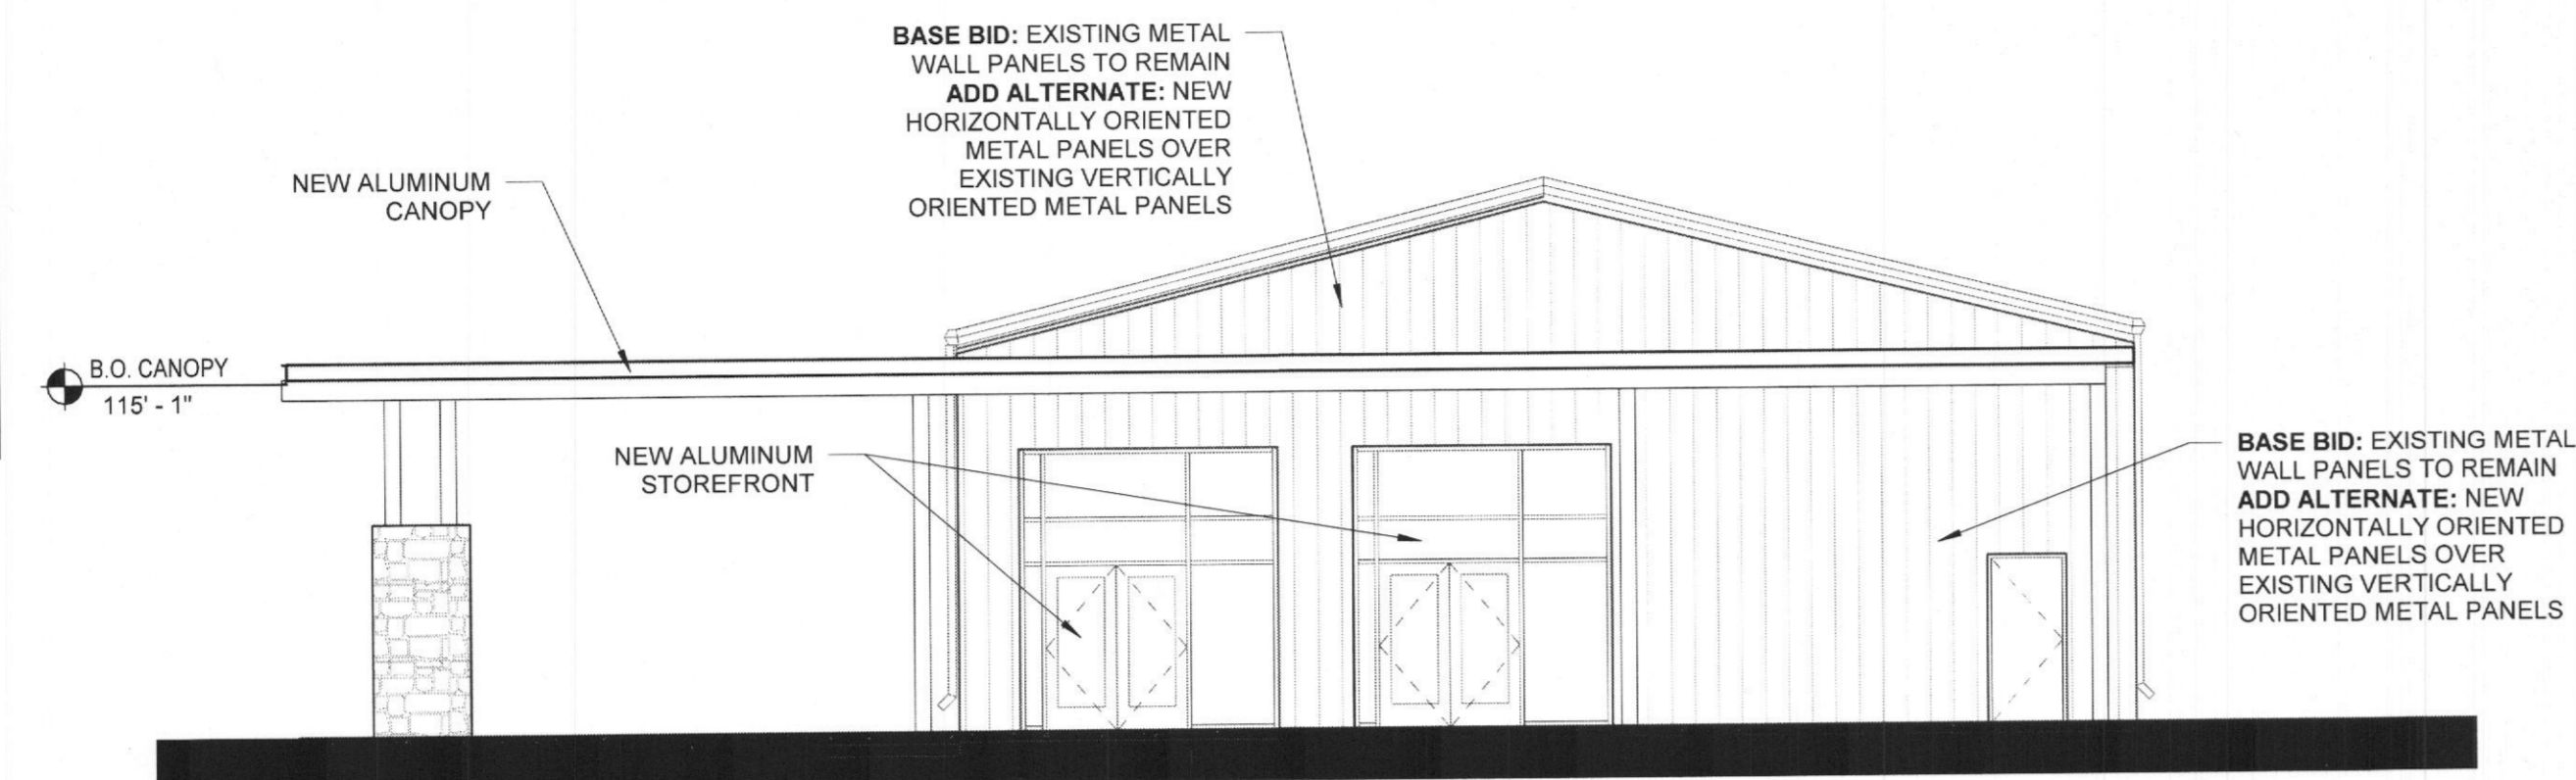 BASE BID: EXISTING METAL
WALL PANELS TO REMAIN
ADD ALTERNATE: NEW
HORIZONTALLY ORIENTED
METAL PANELS OVER
EXISTING VERTICALLY
ORIENTED METAL PANELS
NEW ALUMINUM
CANOPY
B.O. CANOPY
115' - 1"
NEW ALUMINUM
STOREFRONT
BASE BID: EXISTING METAL
WALL PANELS TO REMAIN
ADD ALTERNATE: NEW
HORIZONTALLY ORIENTED
METAL PANELS OVER
EXISTING VERTICALLY
ORIENTED METAL PANELS